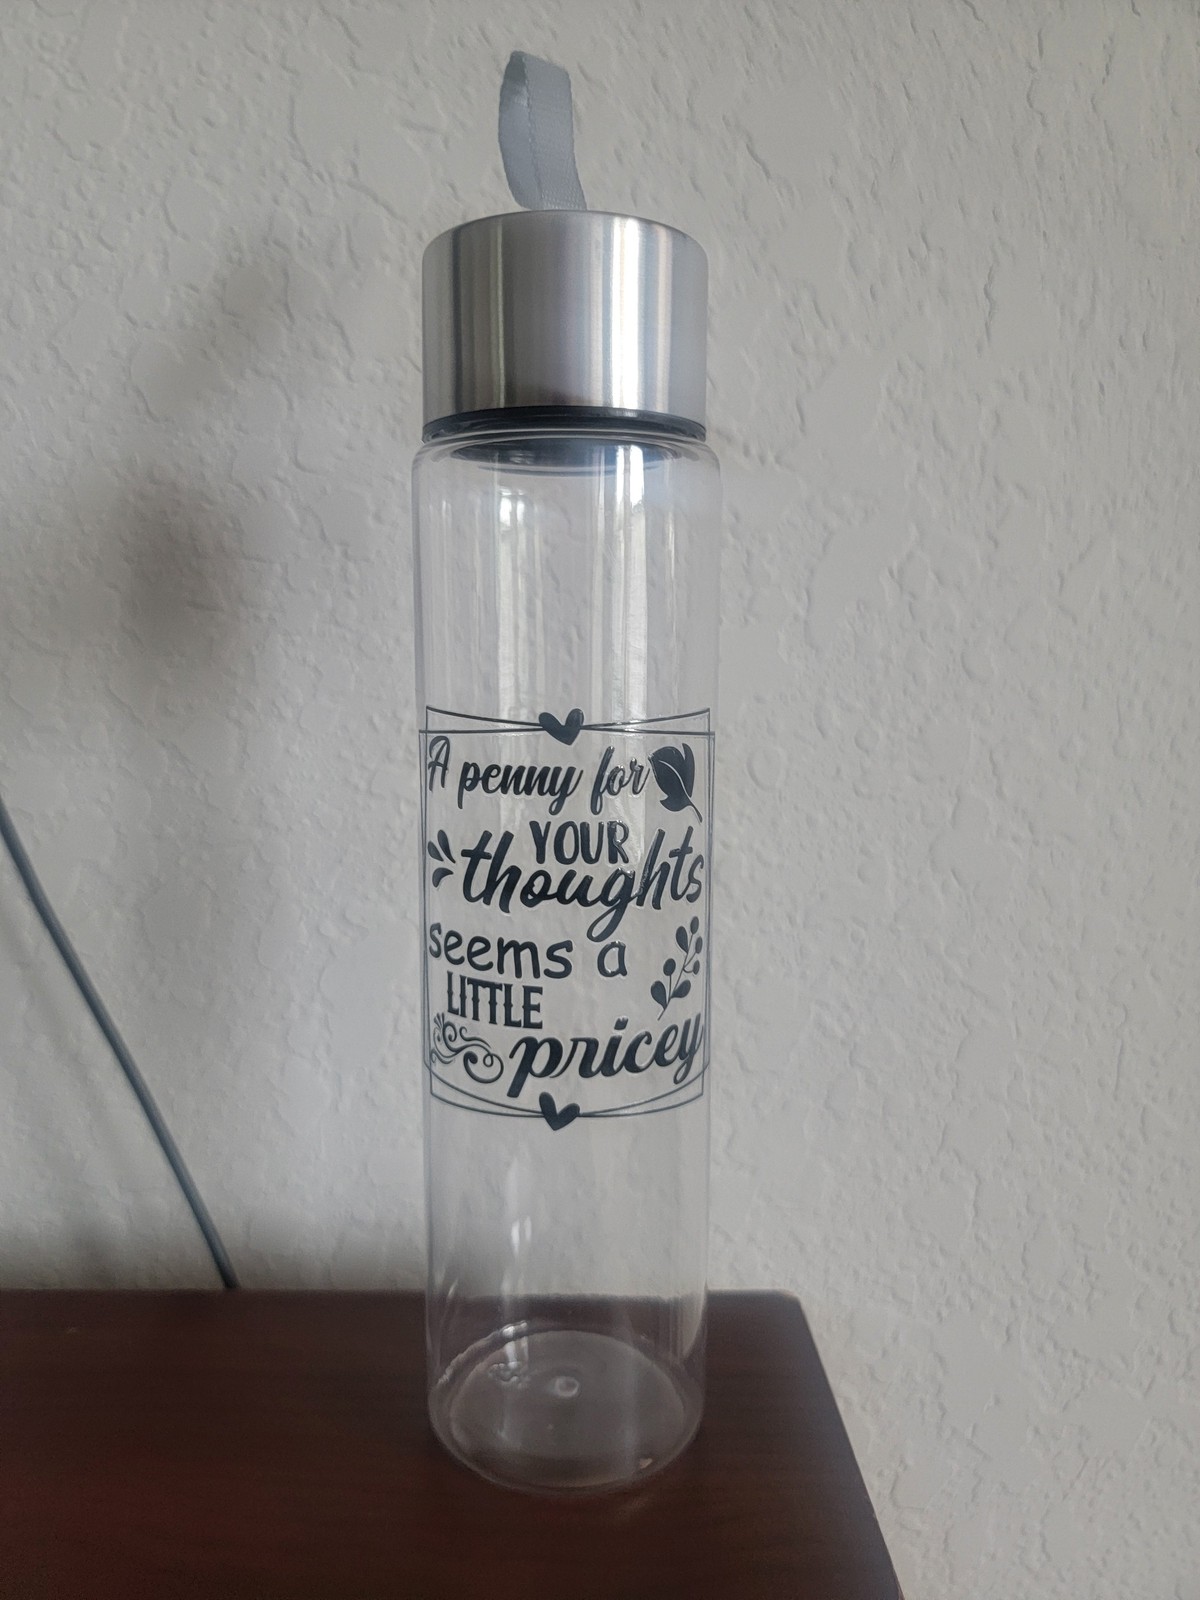 A penny for
YOUR
thoughts
seems a
LITTLE
pricey